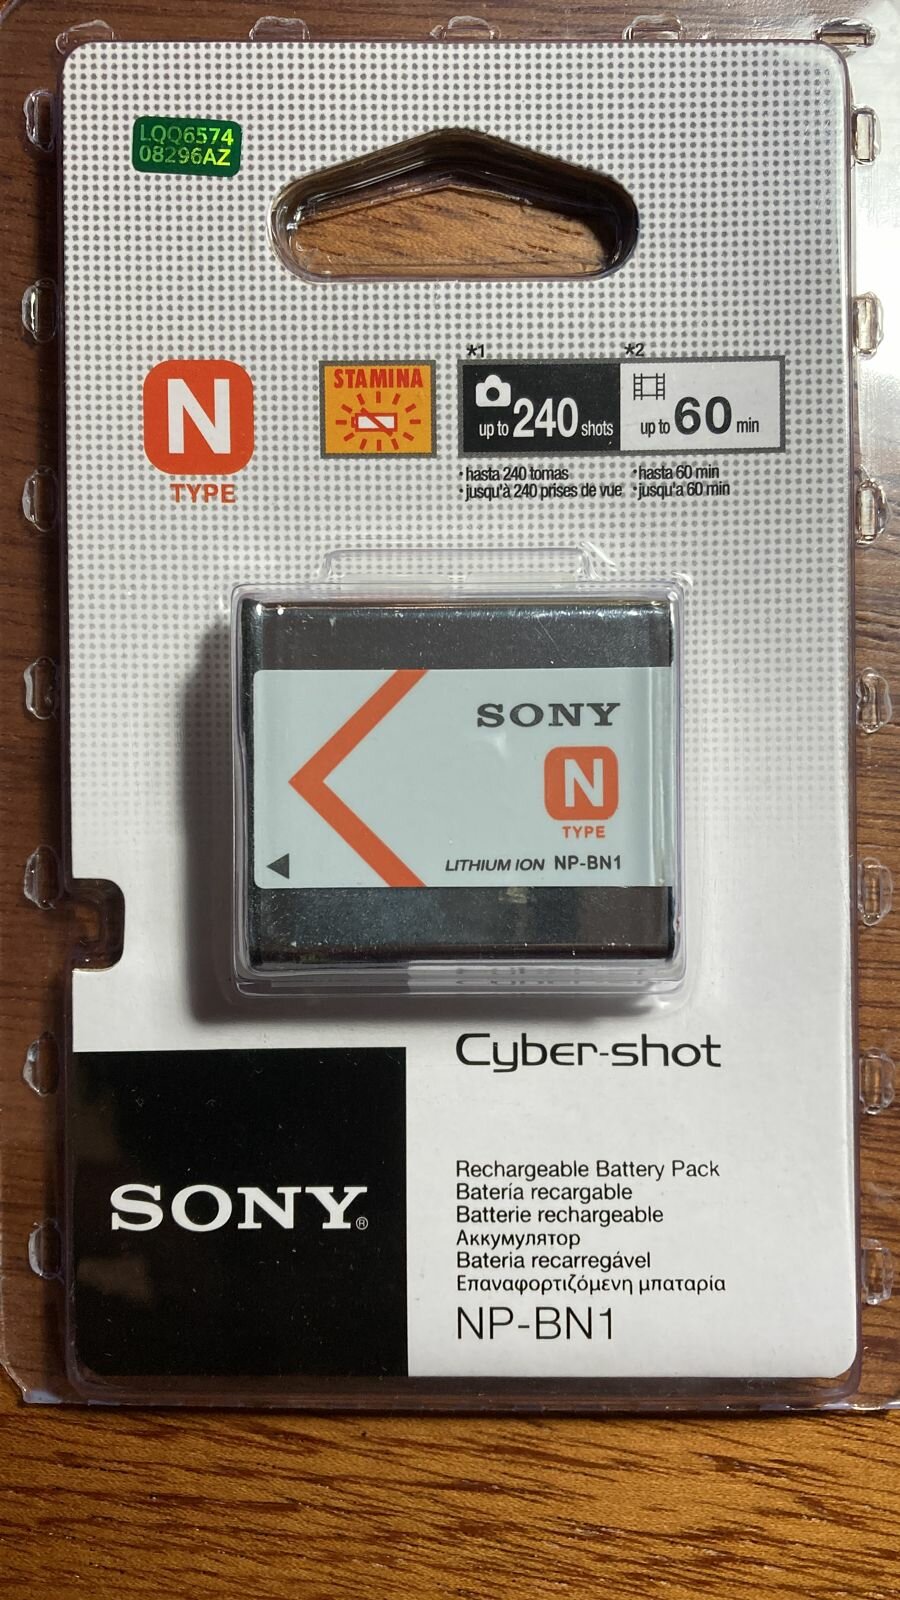 LQQ6574
08296AZ
N
TYPE
STAMINA
*1
up to 240 shots
*2
up to 60 min
・hasta 240 tomas
・jusqu'à 240 prises de vue
・hasta 60 min
・jusqu'a 60 min
SONY
N
TYPE
LITHIUM ION NP-BN1
Cyber-shot
SONY®
Rechargeable Battery Pack
Batería recargable
Batterie rechargeable
Аккумулятор
Bateria recarregável
Επαναφορτιζόμενη μπαταρία
NP-BN1